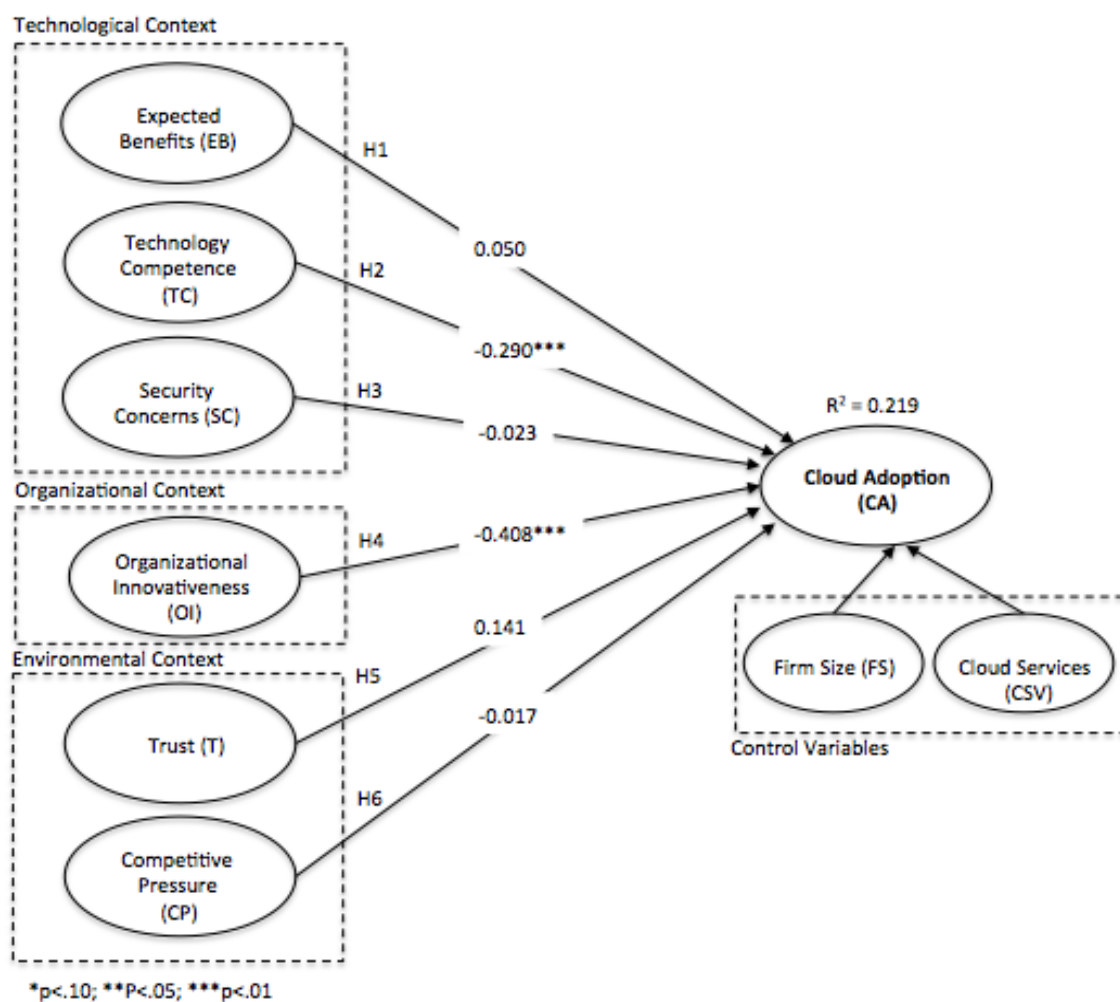 Technological Context
Expected
Benefits (EB)
H1
0.050
Technology
Competence
(TC)
H2
-0.290***
Security
Concerns (SC)
H3
-0.023
R² = 0.219
Cloud Adoption
(CA)
Organizational Context
Organizational
Innovativeness
(OI)
H4
-0.408***
Environmental Context
Trust (T)
H5
0.141
Competitive
Pressure
(CP)
H6
-0.017
Firm Size (FS)
Cloud Services
(CSV)
Control Variables
*p<.10; **P<.05; ***p<.01